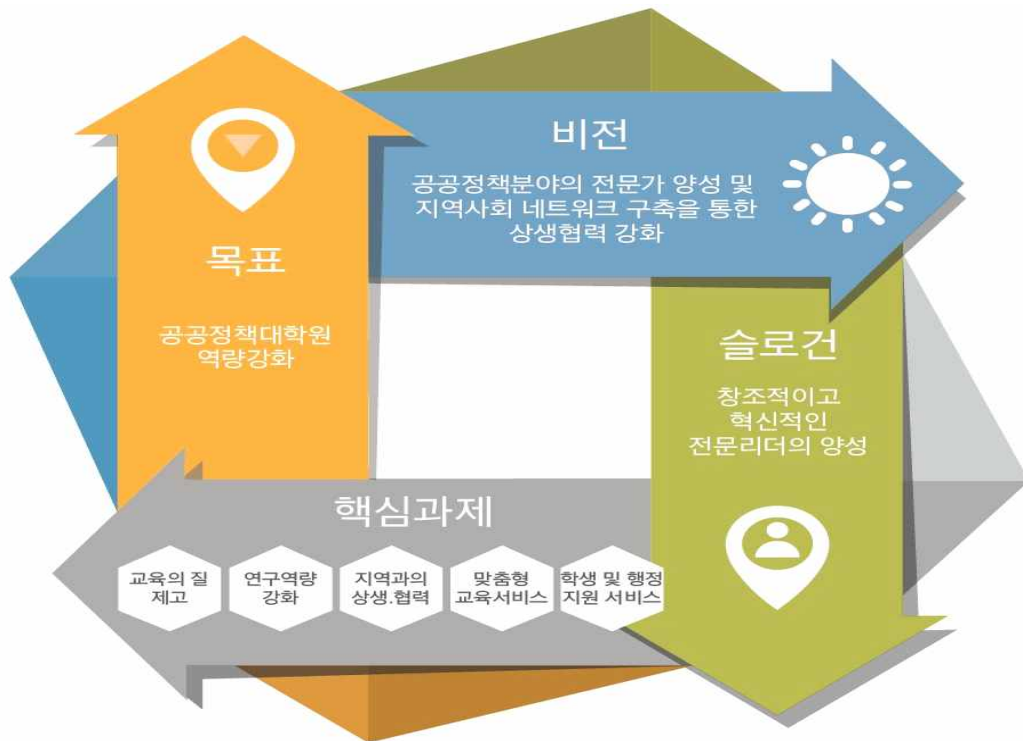 비전
공공정책분야의 전문가 양성 및
지역사회 네트워크 구축을 통한
상생협력 강화
목표
공공정책대학원
역량강화
슬로건
창조적이고
혁신적인
전문리더의 양성
핵심과제
교육의 질
제고
연구역량
강화
지역과의
상생.협력
맞춤형
교육서비스
학생 및 행정
지원 서비스